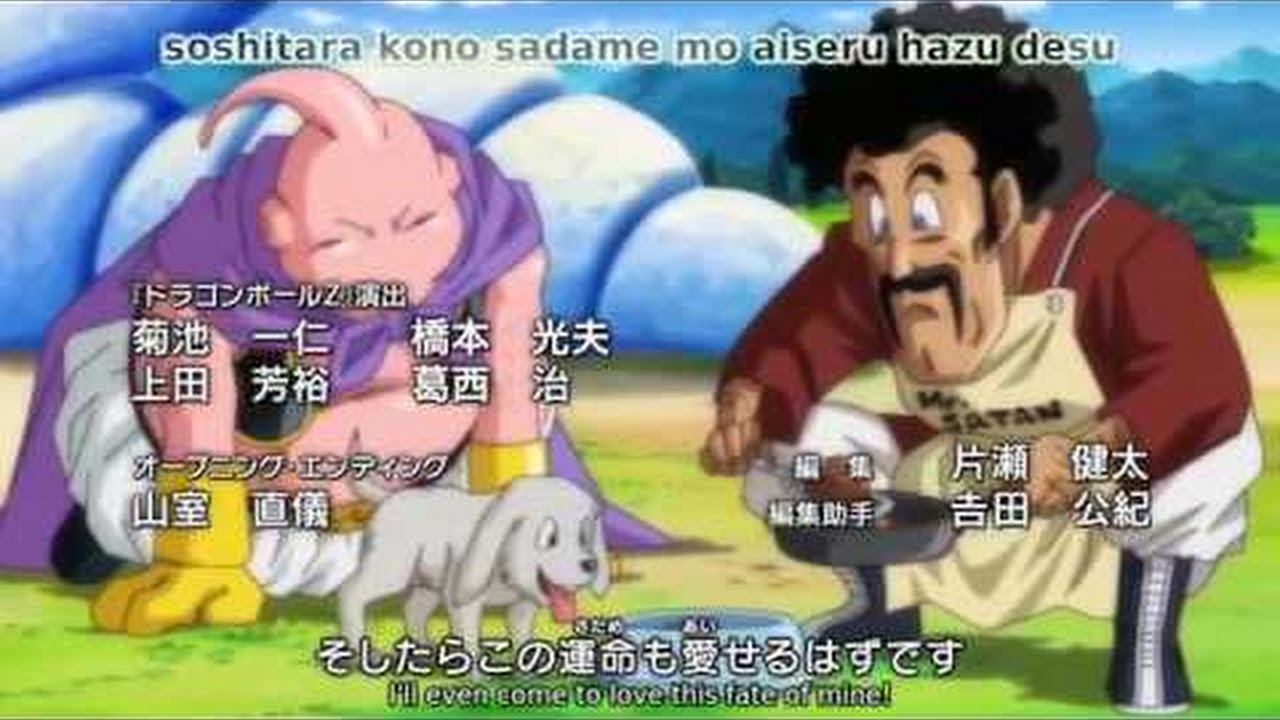 soshitara kono sadame mo aiseru hazu desu
『ドラゴンボールZ』演出
菊池 一仁 橋本 光夫
上田 芳裕 葛西 治
オープニング・エンディング
山室 直儀
Mr. SATAN
編 集 片瀬 健太
編集助手 吉田 公紀
さだめ あい
そしたらこの運命も愛せるはずです
I'll even come to love this fate of mine!